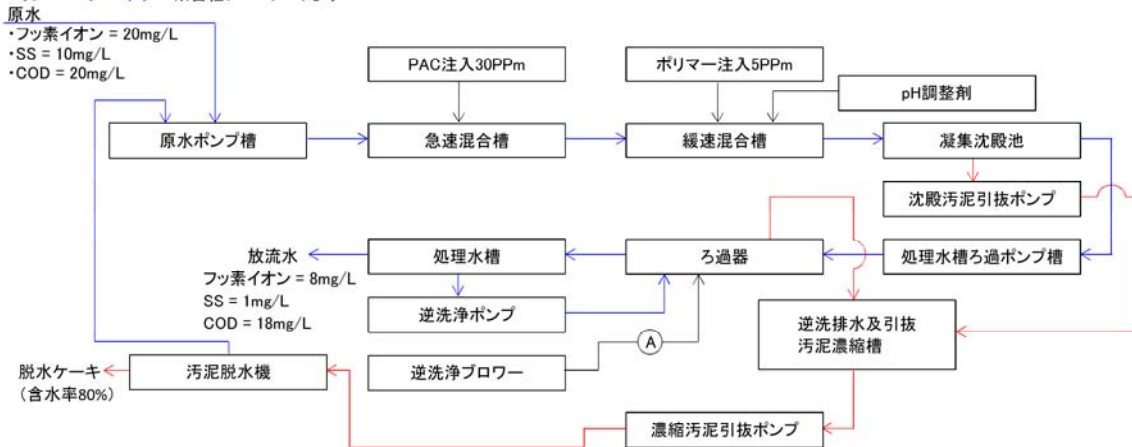 原水
・フッ素イオン = 20mg/L
・SS = 10mg/L
・COD = 20mg/L
PAC注入30PPm
ポリマー注入5PPm
pH調整剤
原水ポンプ槽
急速混合槽
緩速混合槽
凝集沈殿池
沈殿汚泥引抜ポンプ
放流水
フッ素イオン = 8mg/L
SS = 1mg/L
COD = 18mg/L
処理水槽
ろ過器
処理水槽ろ過ポンプ槽
逆洗浄ポンプ
逆洗排水及引抜
汚泥濃縮槽
A
脱水ケーキ
（含水率80%）
汚泥脱水機
逆洗浄ブロワー
濃縮汚泥引抜ポンプ